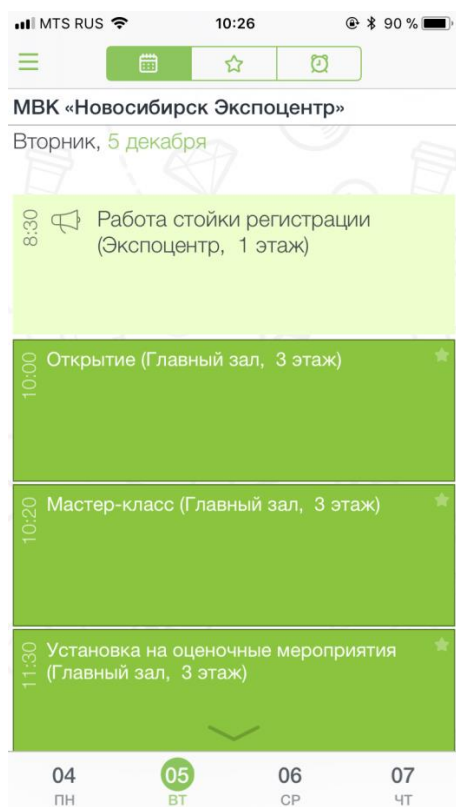 MTS RUS 10:26 90 %
МВК «Новосибирск Экспоцентр»
Вторник, 5 декабря
8:30
Работа стойки регистрации
(Экспоцентр, 1 этаж)
10:00
Открытие (Главный зал, 3 этаж)
10:20
Мастер-класс (Главный зал, 3 этаж)
11:30
Установка на оценочные мероприятия
(Главный зал, 3 этаж)
04 05 06 07
ПН ВТ СР ЧТ